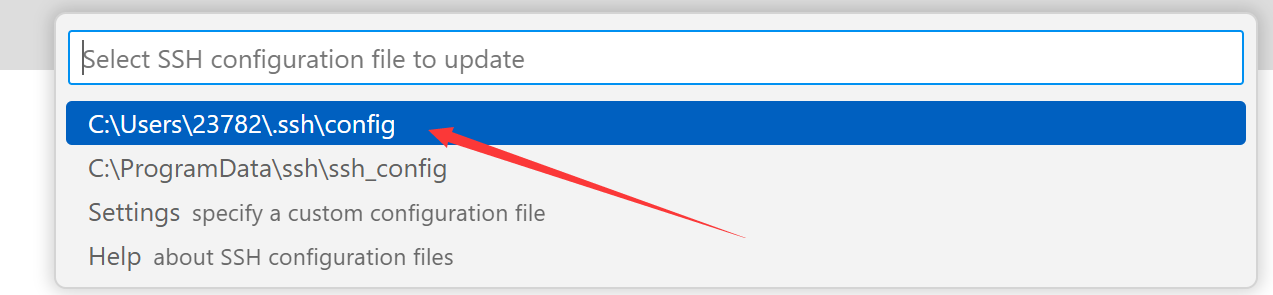 Select SSH configuration file to update
C:\Users\23782\.ssh\config
C:\ProgramData\ssh\ssh_config
Settings specify a custom configuration file
Help about SSH configuration files